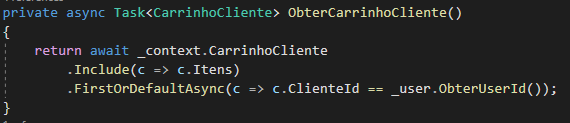 private async Task<CarrinhoCliente> ObterCarrinhoCliente()
{
    return await _context.CarrinhoCliente
        .Include(c => c.Itens)
        .FirstOrDefaultAsync(c => c.ClienteId == _user.ObterUserId());
}